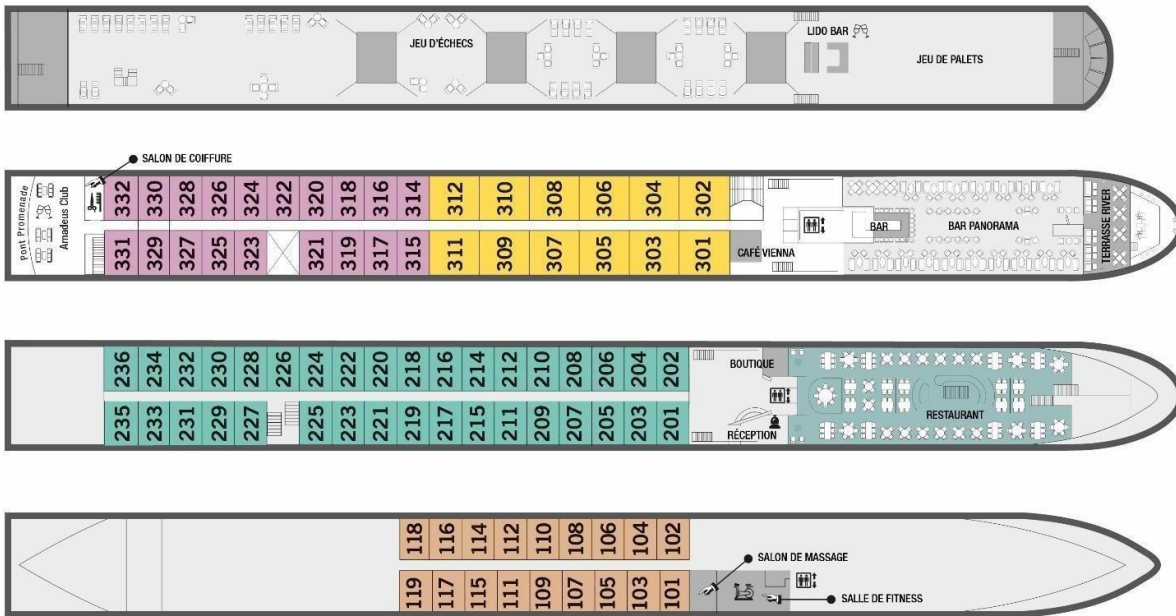 JEU D'ÉCHECS
LIDO BAR
JEU DE PALETS
SALON DE COIFFURE
Pont Promenade
Amadeus Club
332 330 328 326 324 322 320 318 316 314 312 310 308 306 304 302
331 329 327 325 323 321 319 317 315 311 309 307 305 303 301
CAFÉ VIENNA
BAR
BAR PANORAMA
TERRASSE RIVER
236 234 232 230 228 226 224 222 220 218 216 214 212 210 208 206 204 202
235 233 231 229 227 225 223 221 219 217 215 211 209 207 205 203 201
BOUTIQUE
RÉCEPTION
RESTAURANT
118 116 114 112 110 108 106 104 102
119 117 115 111 109 107 105 103 101
SALON DE MASSAGE
SALLE DE FITNESS